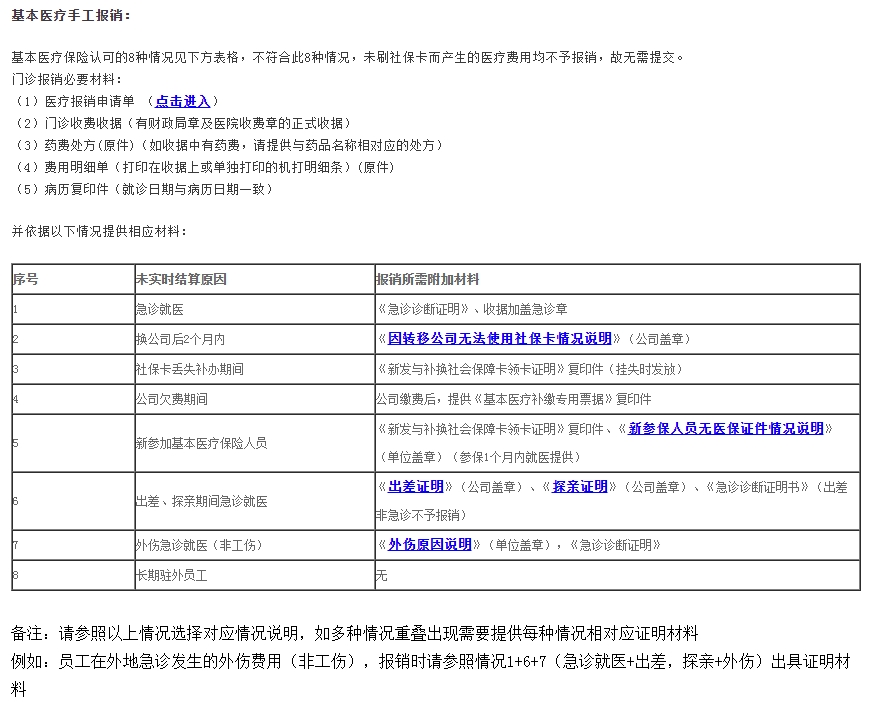 基本医疗手工报销：
基本医疗保险认可的8种情况见下方表格，不符合此8种情况，未刷社保卡而产生的医疗费用均不予报销，故无需提交。
门诊报销必要材料：
（1）医疗报销申请单 （点击进入）
（2）门诊收费收据（有财政局章及医院收费章的正式收据）
（3）药费处方(原件)（如收据中有药费，请提供与药品名称相对应的处方）
（4）费用明细单（打印在收据上或单独打印的机打明细条）(原件)
（5）病历复印件（就诊日期与病历日期一致）
并依据以下情况提供相应材料：
序号 未实时结算原因 报销所需附加材料
1 急诊就医 《急诊诊断证明》、收据加盖急诊章
2 换公司后2个月内 《因转移公司无法使用社保卡情况说明》（公司盖章）
3 社保卡丢失补办期间 《新发与补换社会保障卡领卡证明》复印件（挂失时发放）
4 公司欠费期间 公司缴费后，提供《基本医疗补缴专用票据》复印件
5 新参加基本医疗保险人员 《新发与补换社会保障卡领卡证明》复印件、《新参保人员无医保证件情况说明》
（单位盖章）（参保1个月内就医提供）
6 出差、探亲期间急诊就医 《出差证明》（公司盖章）、《探亲证明》（公司盖章）、《急诊诊断证明书》（出差
非急诊不予报销）
7 外伤急诊就医（非工伤） 《外伤原因说明》（单位盖章），《急诊诊断证明》
8 长期驻外员工 无
备注：请参照以上情况选择对应情况说明，如多种情况重叠出现需要提供每种情况相对应证明材料
例如：员工在外地急诊发生的外伤费用（非工伤），报销时请参照情况1+6+7（急诊就医+出差，探亲+外伤）出具证明材
料